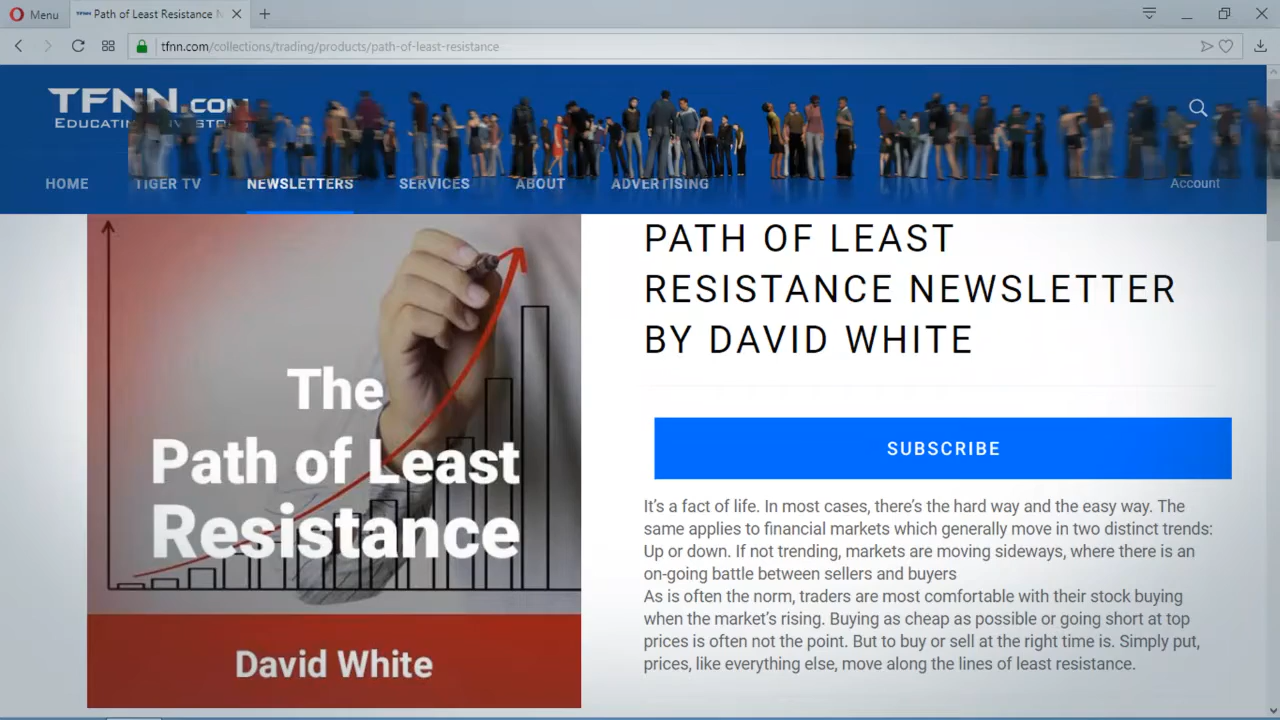 Menu
Path of Least Resistance N
tfnn.com/collections/trading/products/path-of-least-resistance
TFNN.COM
EDUCATING INVESTORS
HOME
TIGER TV
NEWSLETTERS
SERVICES
ABOUT
ADVERTISING
Account
The
Path of Least
Resistance
David White
PATH OF LEAST
RESISTANCE NEWSLETTER
BY DAVID WHITE
SUBSCRIBE
It's a fact of life. In most cases, there's the hard way and the easy way. The
same applies to financial markets which generally move in two distinct trends:
Up or down. If not trending, markets are moving sideways, where there is an
on-going battle between sellers and buyers
As is often the norm, traders are most comfortable with their stock buying
when the market's rising. Buying as cheap as possible or going short at top
prices is often not the point. But to buy or sell at the right time is. Simply put,
prices, like everything else, move along the lines of least resistance.